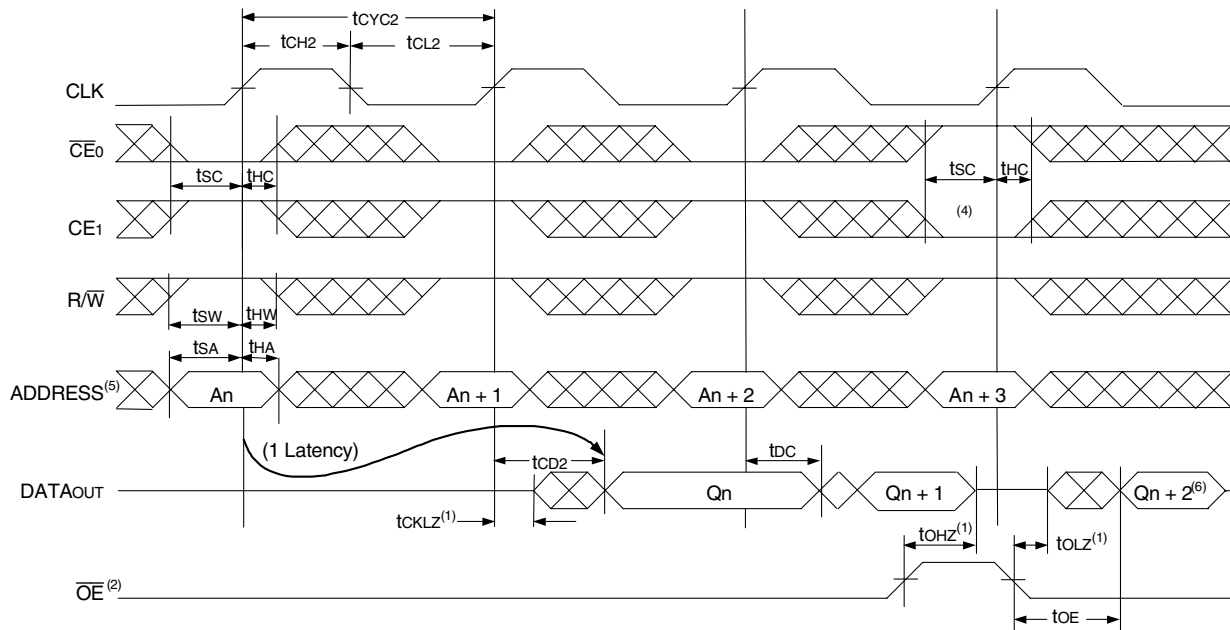 tCYC2
tCH2 tCL2
CLK
CE0
tSC tHC tSC tHC
CE1 (4)
R/W
tSW tHW
tSA tHA
ADDRESS(5) An An + 1 An + 2 An + 3
(1 Latency) tCD2 tDC
DATAOUT Qn Qn + 1 Qn + 2(6)
tCKLZ(1)
tOHZ(1) tOLZ(1)
OE(2)
tOE